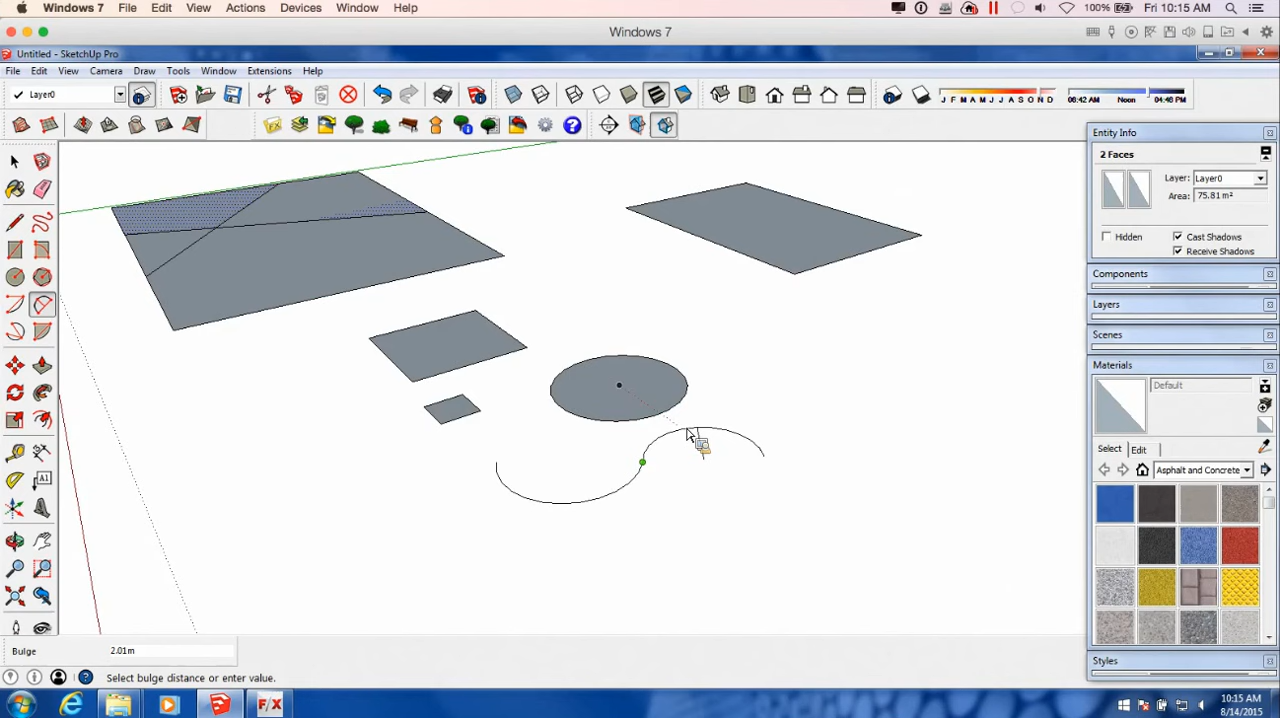 Windows 7 File Edit View Actions Devices Window Help 100% Fri 10:15 AM
Windows 7
Untitled - SketchUp Pro
File Edit View Camera Draw Tools Window Extensions Help
Layer0
J F M A M J J A S O N D 06:42 AM Noon 04:46 PM
Entity Info
2 Faces
Layer: Layer0
Area: 75.81 m²
Hidden Cast Shadows
Receive Shadows
Components
Layers
Scenes
Materials
Default
Select Edit
Asphalt and Concrete
A1
Styles
Bulge 2.01m
Select bulge distance or enter value.
F/X
10:15 AM
8/14/2015